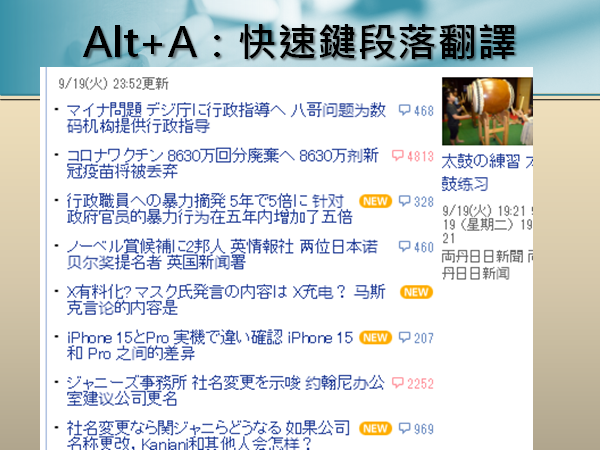 Alt+A：快速鍵段落翻譯
9/19(火) 23:52更新
マイナ問題 デジ庁に行政指導へ 八哥问题为数 468
码机构提供行政指导
コロナワクチン 8630万回分廃棄へ 8630万剂新 4813
冠疫苗将被丢弃
行政職員への暴力摘発 5年で5倍に 针对 NEW 328
政府官员的暴力行为在五年内增加了五倍
ノーベル賞候補に2邦人 英情報社 两位日本诺 460
贝尔奖提名者 英国新闻署
X有料化? マスク氏発言の内容は X充电？ 马斯 NEW
克言论的内容是
iPhone 15とPro 実機で違い確認 iPhone 15 NEW 207
和 Pro 之间的差异
ジャニーズ事務所 社名変更を示唆 约翰尼办公 2252
室建议公司更名
社名変更なら関ジャニらどうなる 如果公司 NEW 969
名称更改，Kanjani和其他人会怎样？
太鼓の練習 太
鼓练习
9/19(火) 19:21
19（星期二）19
21
両丹日日新聞 両
丹日日新闻